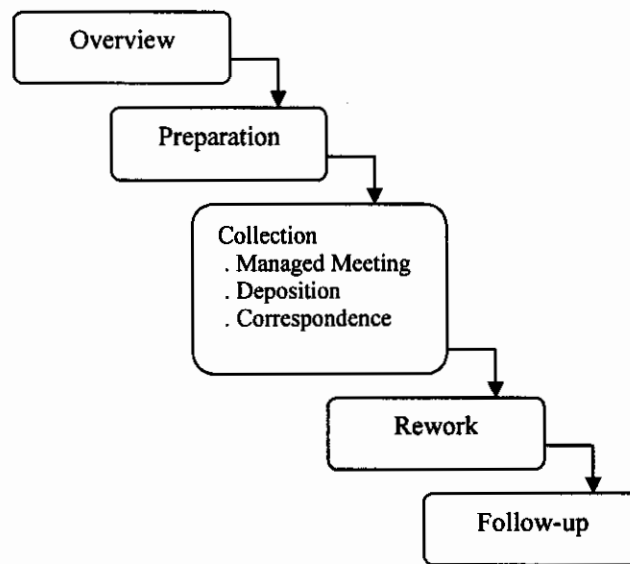 Overview
Preparation
Collection
. Managed Meeting
. Deposition
. Correspondence
Rework
Follow-up